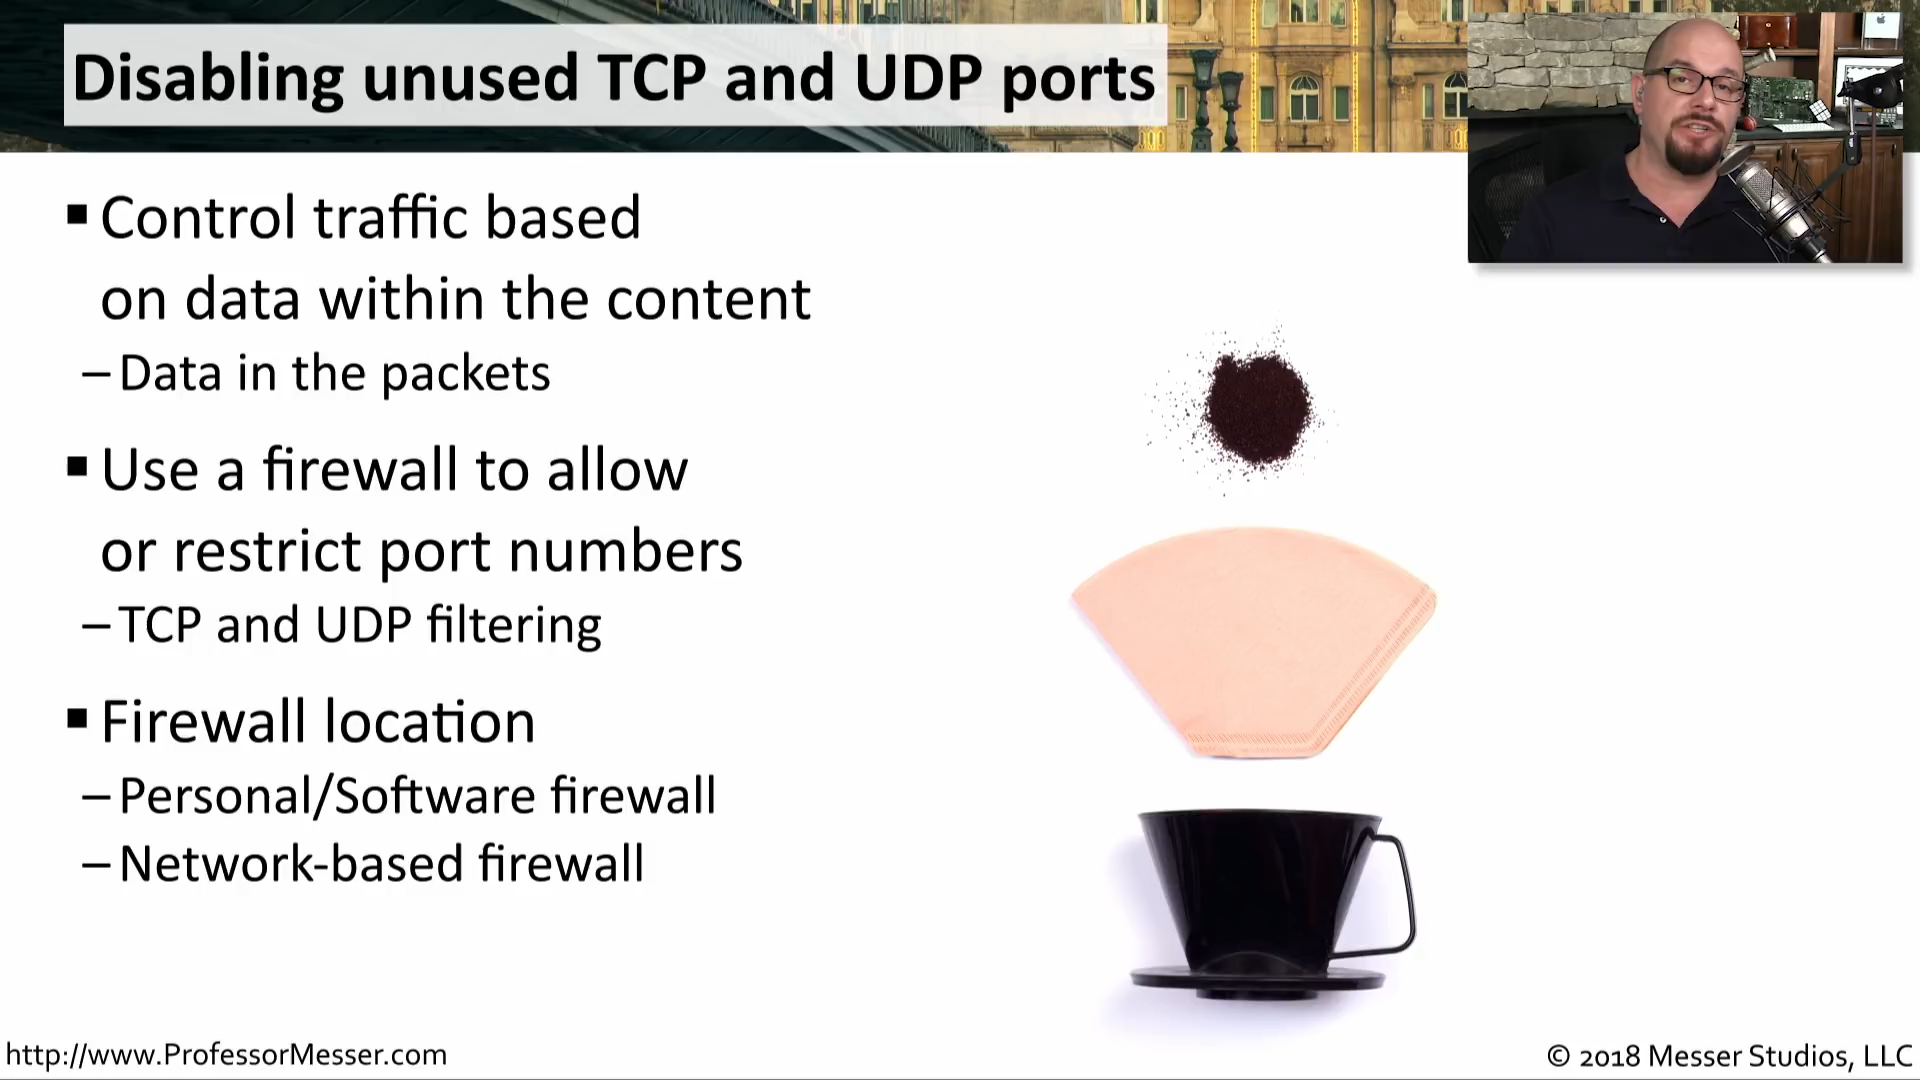 Disabling unused TCP and UDP ports
▪ Control traffic based
on data within the content
– Data in the packets
▪ Use a firewall to allow
or restrict port numbers
– TCP and UDP filtering
▪ Firewall location
– Personal/Software firewall
– Network-based firewall
http://www.ProfessorMesser.com
© 2018 Messer Studios, LLC